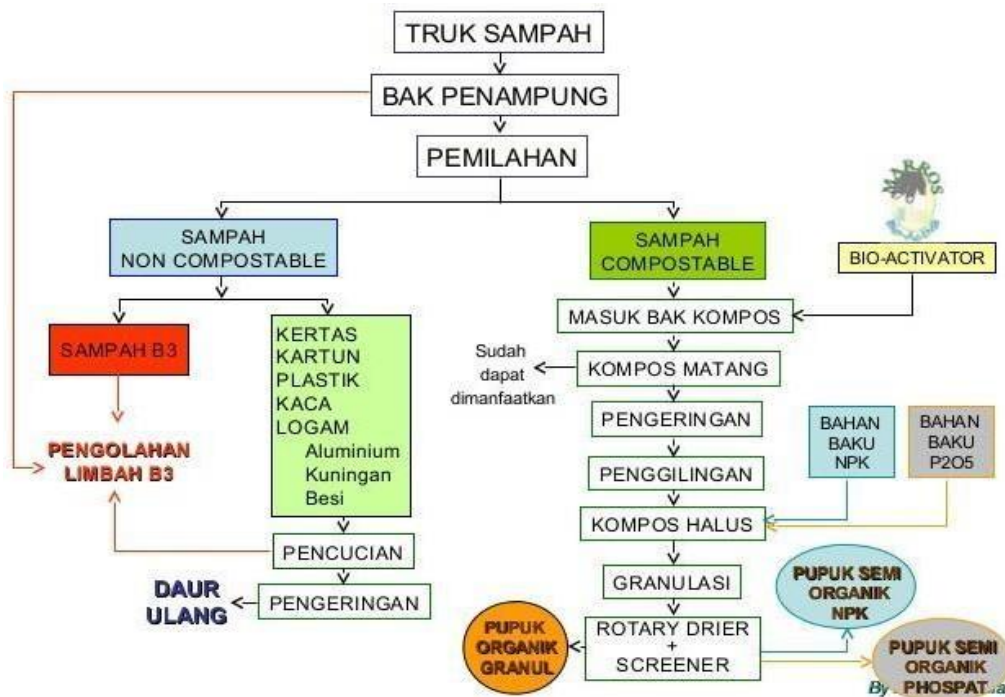 TRUK SAMPAH
BAK PENAMPUNG
PEMILAHAN
SAMPAH
NON COMPOSTABLE
SAMPAH
COMPOSTABLE
MARROS
BIO-ACTIVATOR
SAMPAH B3
KERTAS
KARTUN
PLASTIK
KACA
LOGAM
Aluminium
Kuningan
Besi
PENGOLAHAN
LIMBAH B3
PENCUCIAN
PENGERINGAN
DAUR
ULANG
MASUK BAK KOMPOS
KOMPOS MATANG
Sudah
dapat
dimanfaatkan
PENGERINGAN
PENGGILINGAN
BAHAN
BAKU
NPK
BAHAN
BAKU
P2O5
KOMPOS HALUS
GRANULASI
ROTARY DRIER
+
SCREENER
PUPUK
ORGANIK
GRANUL
PUPUK SEMI
ORGANIK
NPK
PUPUK SEMI
ORGANIK
PHOSPAT
By